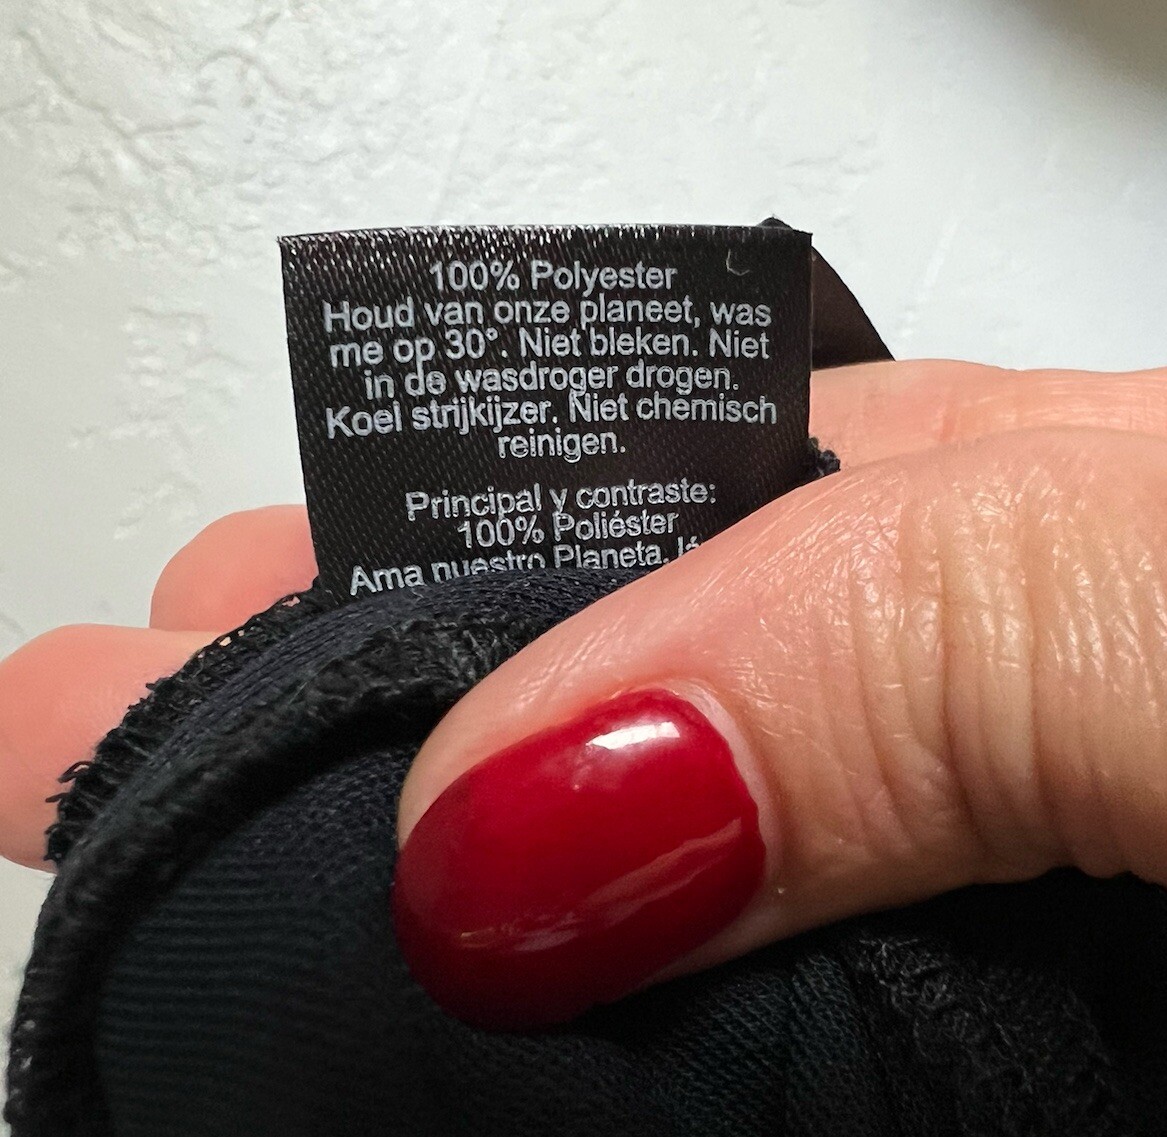 100% Polyester
Houd van onze planeet, was
me op 30°. Niet bleken. Niet
in de wasdroger drogen.
Koel strijkijzer. Niet chemisch
reinigen.
Principal y contraste:
100% Poliéster
Ama nuestro Planeta,